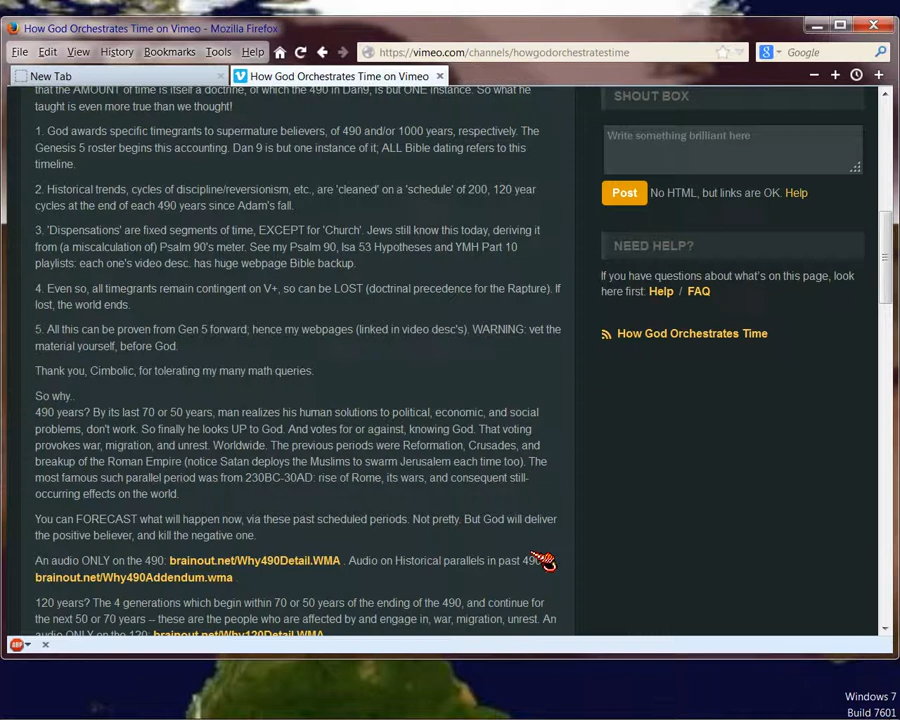 How God Orchestrates Time on Vimeo - Mozilla Firefox
File Edit View History Bookmarks Tools Help
https://vimeo.com/channels/howgodorchestratestime
Google
New Tab
How God Orchestrates Time on Vimeo
that the AMOUNT of time is itself a doctrine, of which the 490 in Dan9, is but ONE instance. So what he
taught is even more true than we thought!
1. God awards specific timegrants to supermature believers, of 490 and/or 1000 years, respectively. The
Genesis 5 roster begins this accounting. Dan 9 is but one instance of it; ALL Bible dating refers to this
timeline.
2. Historical trends, cycles of discipline/reversionism, etc., are 'cleaned' on a 'schedule' of 200, 120 year
cycles at the end of each 490 years since Adam's fall.
3. 'Dispensations' are fixed segments of time, EXCEPT for 'Church'. Jews still know this today, deriving it
from (a miscalculation of) Psalm 90's meter. See my Psalm 90, Isa 53 Hypotheses and YMH Part 10
playlists: each one's video desc. has huge webpage Bible backup.
4. Even so, all timegrants remain contingent on V+, so can be LOST (doctrinal precedence for the Rapture). If
lost, the world ends.
5. All this can be proven from Gen 5 forward; hence my webpages (linked in video desc's). WARNING: vet the
material yourself, before God.
Thank you, Cimbolic, for tolerating my many math queries.
So why..
490 years? By its last 70 or 50 years, man realizes his human solutions to political, economic, and social
problems, don't work. So finally he looks UP to God. And votes for or against, knowing God. That voting
provokes war, migration, and unrest. Worldwide. The previous periods were Reformation, Crusades, and
breakup of the Roman Empire (notice Satan deploys the Muslims to swarm Jerusalem each time too). The
most famous such parallel period was from 230BC-30AD: rise of Rome, its wars, and consequent still-
occurring effects on the world.
You can FORECAST what will happen now, via these past scheduled periods. Not pretty. But God will deliver
the positive believer, and kill the negative one.
An audio ONLY on the 490: brainout.net/Why490Detail.WMA . Audio on Historical parallels in past 490
brainout.net/Why490Addendum.wma .
120 years? The 4 generations which begin within 70 or 50 years of the ending of the 490, and continue for
the next 50 or 70 years -- these are the people who are affected by and engage in, war, migration, unrest. An
audio ONLY on the 120: brainout.net/Why120Detail.WMA
SHOUT BOX
Write something brilliant here
Post No HTML, but links are OK. Help
NEED HELP?
If you have questions about what's on this page, look
here first: Help / FAQ
How God Orchestrates Time
ABP
Windows 7
Build 7601